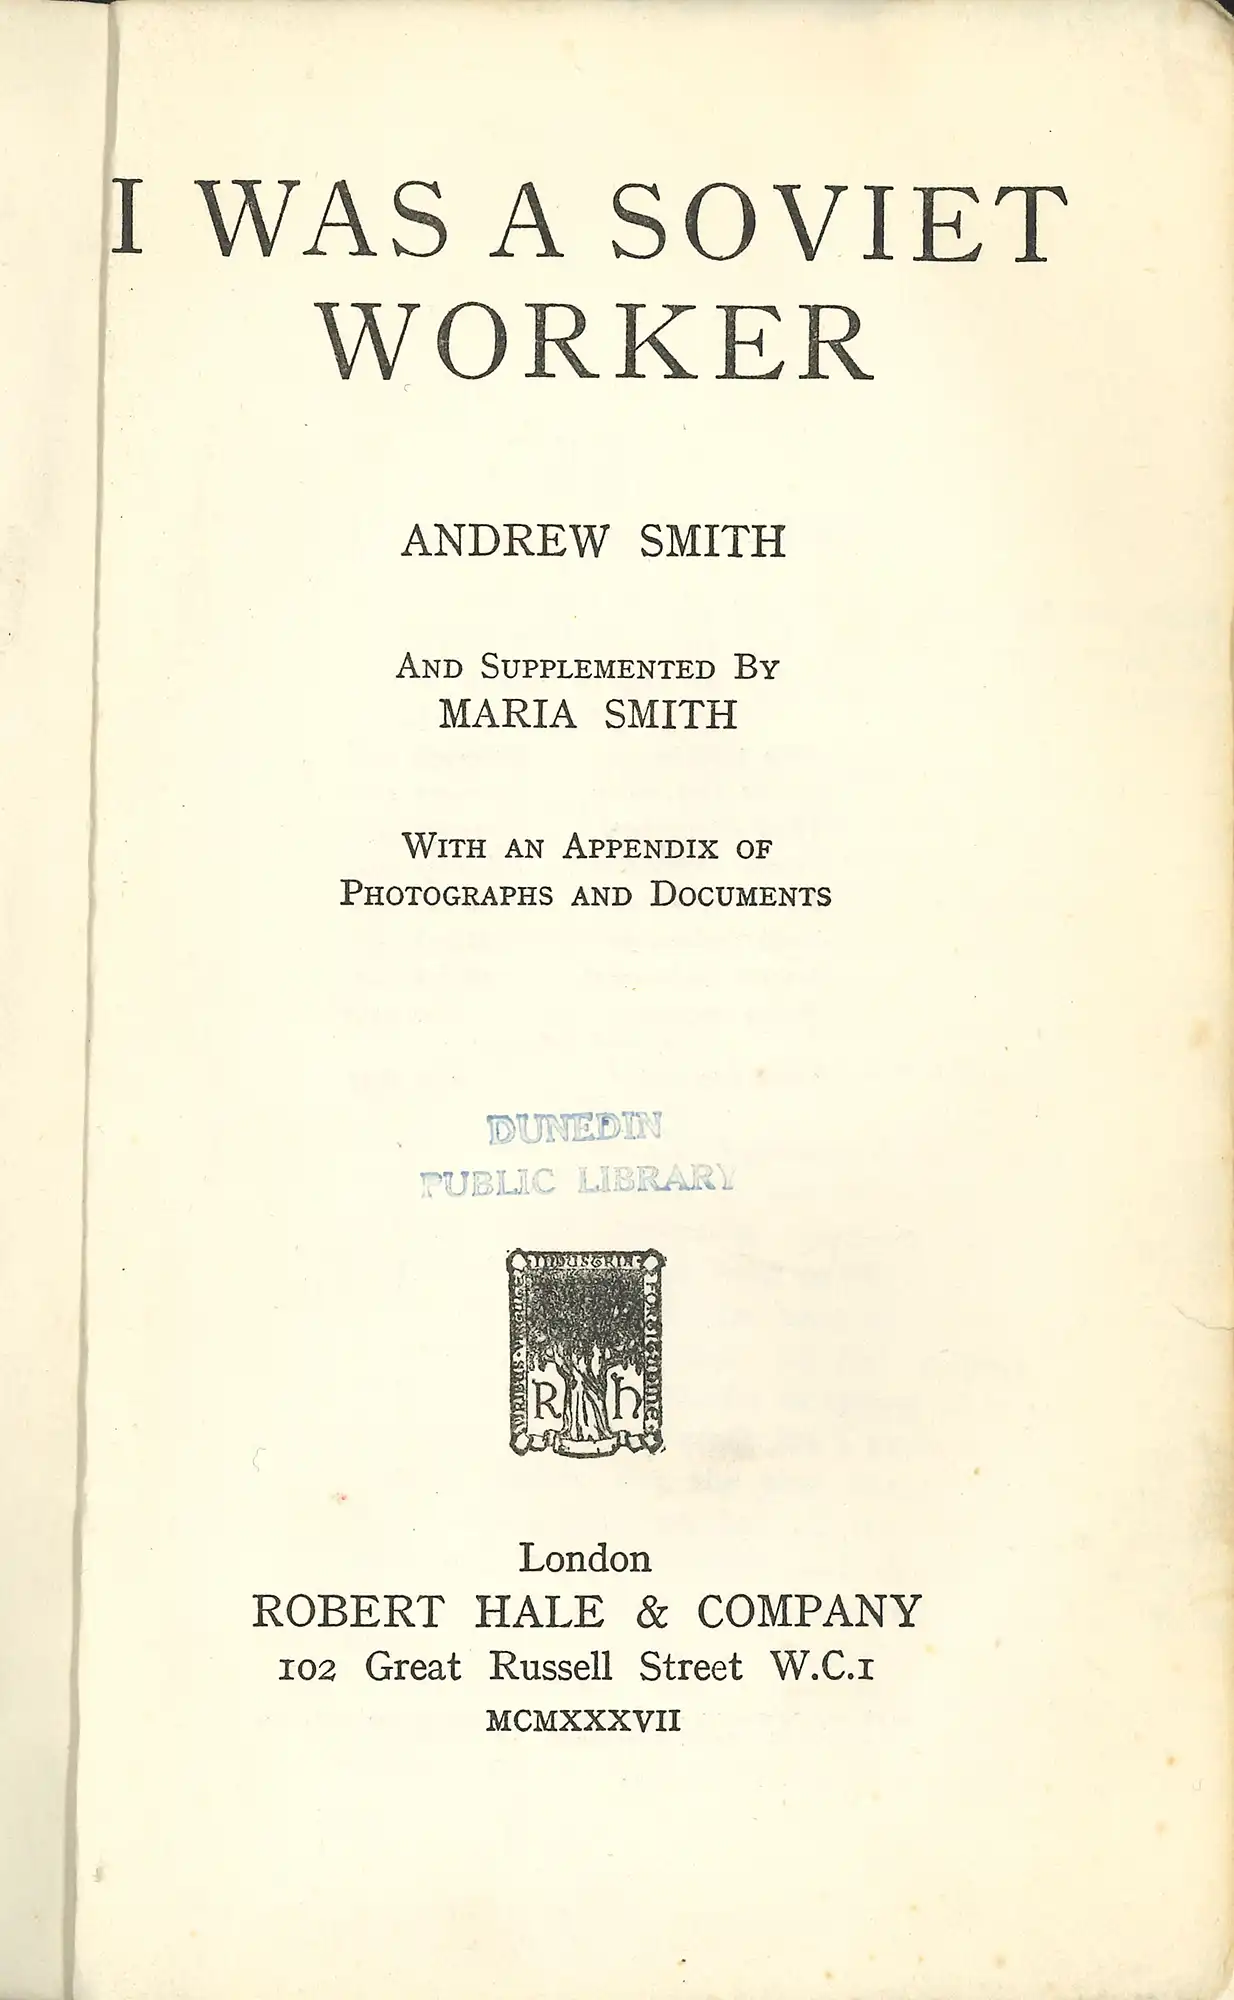 I WAS A SOVIET
WORKER
ANDREW SMITH
AND SUPPLEMENTED BY
MARIA SMITH
WITH AN APPENDIX OF
PHOTOGRAPHS AND DOCUMENTS
DUNEDIN
PUBLIC LIBRARY
R h
London
ROBERT HALE & COMPANY
102 Great Russell Street W.C.1
MCMXXXVII